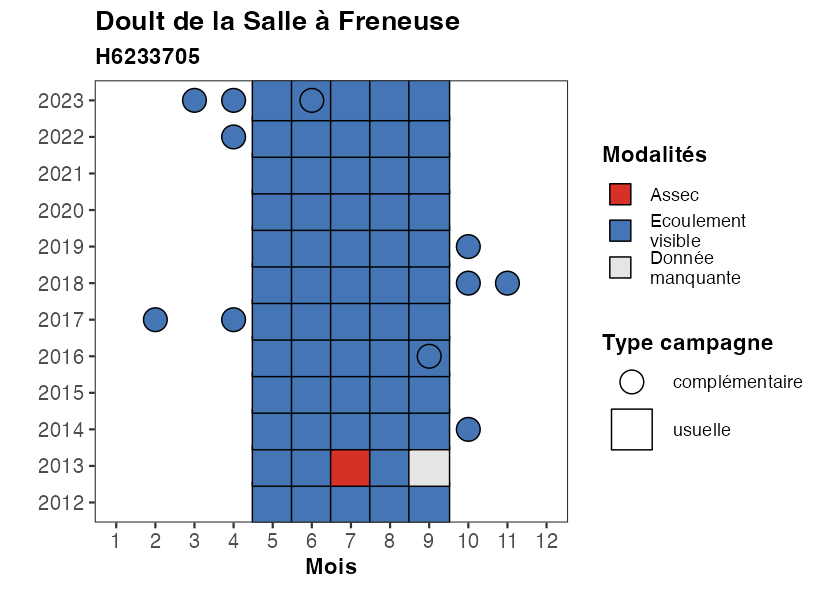 Doult de la Salle à Freneuse
H6233705
2023
2022
2021
2020
2019
2018
2017
2016
2015
2014
2013
2012
1 2 3 4 5 6 7 8 9 10 11 12
Mois
Modalités
Assec
Ecoulement
visible
Donnée
manquante
Type campagne
complémentaire
usuelle